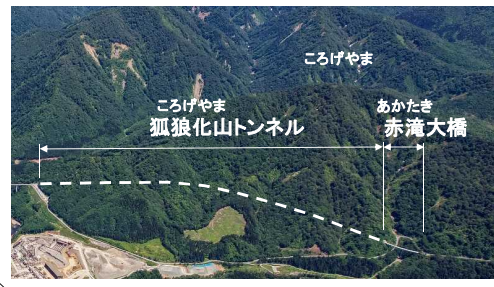 ころげやま
ころげやま
狐狼化山トンネル
あかたき
赤滝大橋